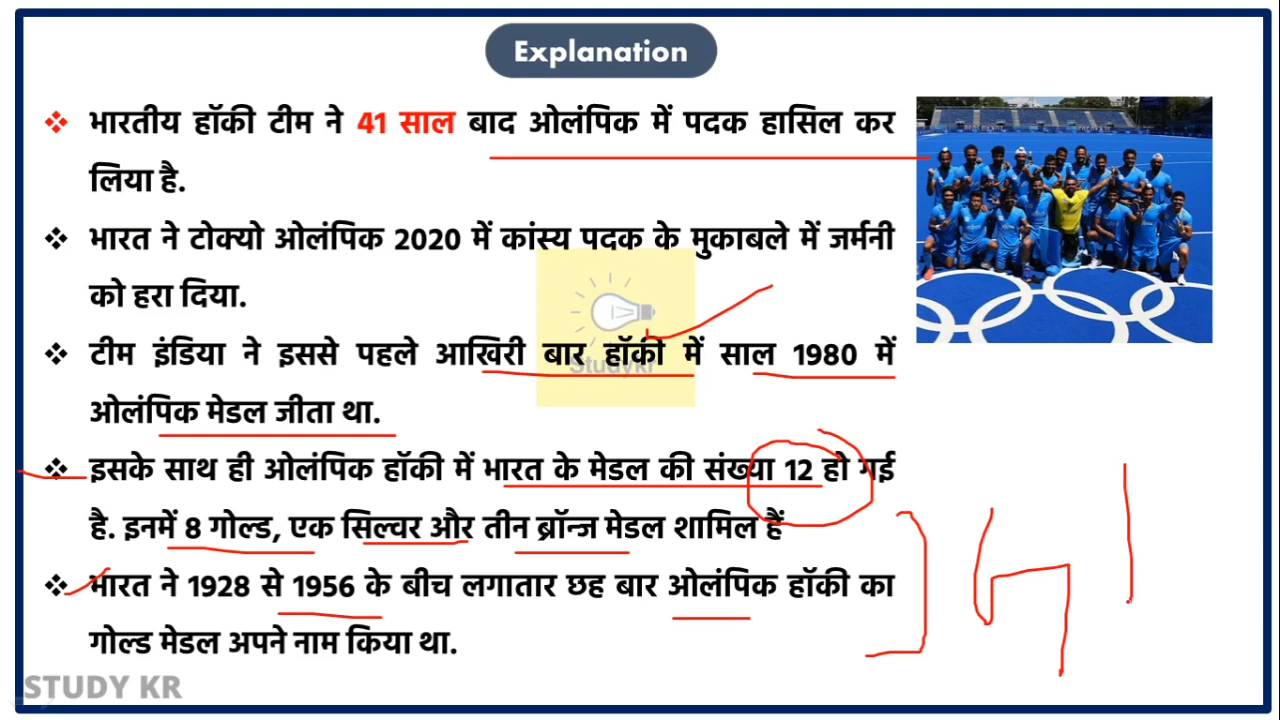 Explanation
❖ भारतीय हॉकी टीम ने 41 साल बाद ओलंपिक में पदक हासिल कर
लिया है.
❖ भारत ने टोक्यो ओलंपिक 2020 में कांस्य पदक के मुकाबले में जर्मनी
को हरा दिया.
❖ टीम इंडिया ने इससे पहले आखिरी बार हॉकी में साल 1980 में
ओलंपिक मेडल जीता था.
❖ इसके साथ ही ओलंपिक हॉकी में भारत के मेडल की संख्या 12 हो गई
है. इनमें 8 गोल्ड, एक सिल्वर और तीन ब्रॉन्ज मेडल शामिल हैं
❖ भारत ने 1928 से 1956 के बीच लगातार छह बार ओलंपिक हॉकी का
गोल्ड मेडल अपने नाम किया था.
Studykr
41
STUDY KR